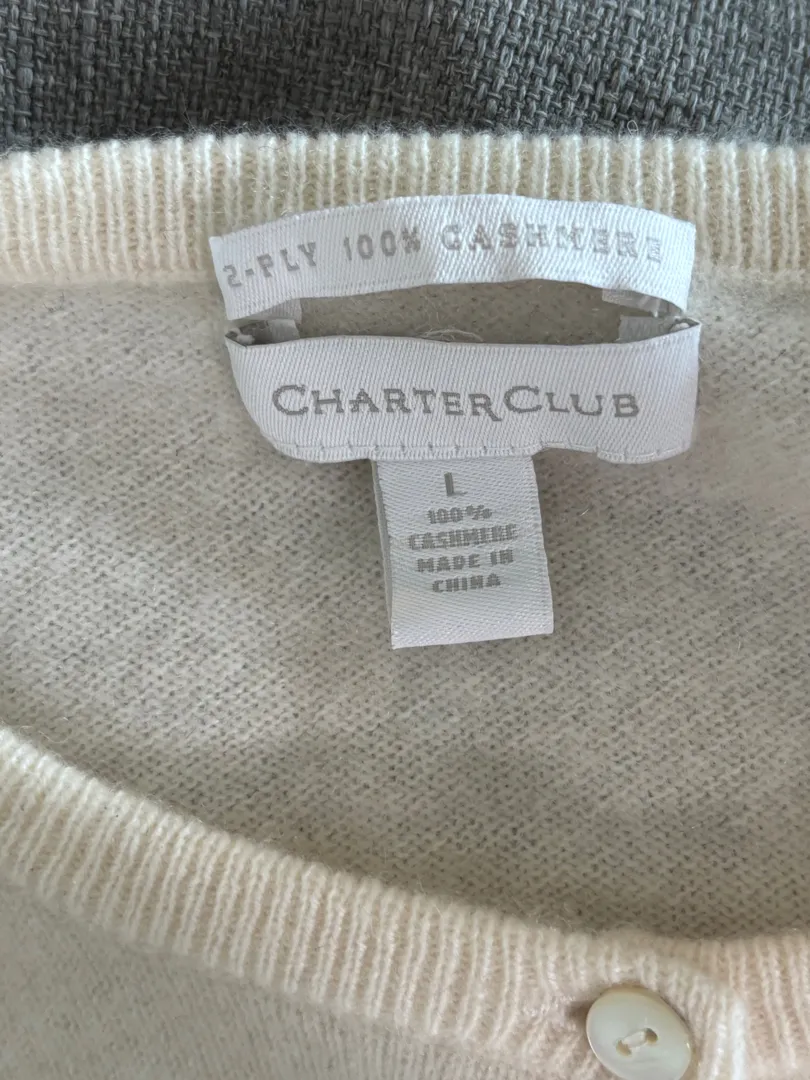 2-PLY 100% CASHMERE
CHARTER CLUB
L
100%
CASHMERE
MADE IN
CHINA